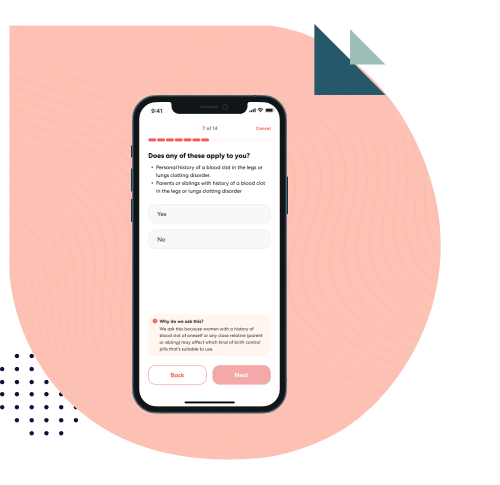 9:41
7 of 14
Cancel
Does any of these apply to you?
• Personal history of a blood clot in the legs or
lungs clotting disorder.
• Parents or siblings with history of a blood clot
in the legs or lungs clotting disorder
Yes
No
Why do we ask this?
We ask this because women with a history of
blood clot of oneself or any close relative (parent
or sibling) may affect which kind of birth control
pills that's suitable to use.
Back
Next